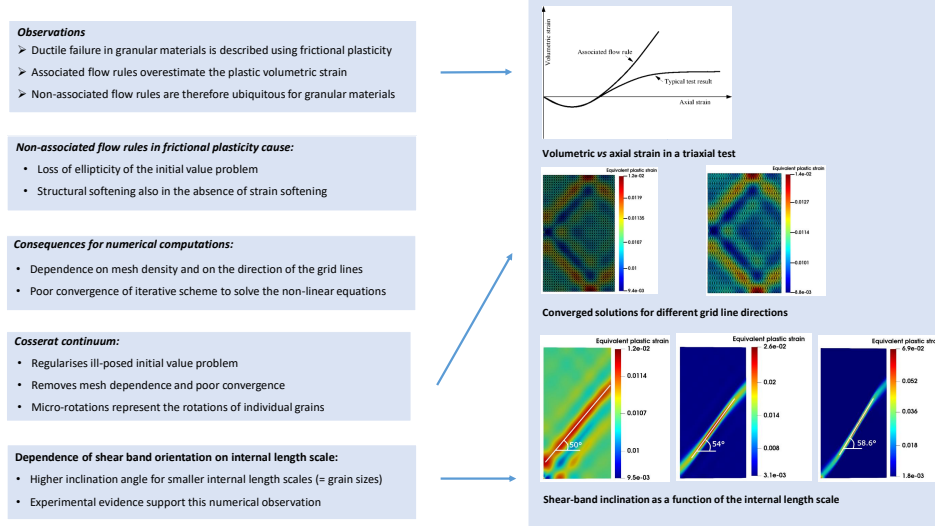 Observations
➢ Ductile failure in granular materials is described using frictional plasticity
➢ Associated flow rules overestimate the plastic volumetric strain
➢ Non-associated flow rules are therefore ubiquitous for granular materials
Non-associated flow rules in frictional plasticity cause:
• Loss of ellipticity of the initial value problem
• Structural softening also in the absence of strain softening
Consequences for numerical computations:
• Dependence on mesh density and on the direction of the grid lines
• Poor convergence of iterative scheme to solve the non-linear equations
Cosserat continuum:
• Regularises ill-posed initial value problem
• Removes mesh dependence and poor convergence
• Micro-rotations represent the rotations of individual grains
Dependence of shear band orientation on internal length scale:
• Higher inclination angle for smaller internal length scales (= grain sizes)
• Experimental evidence support this numerical observation
Volumetric strain
Associated flow rule
Typical test result
Axial strain
Volumetric vs axial strain in a triaxial test
Equivalent plastic strain
1.2e-02
0.0119
0.01135
0.0107
0.01
9.4e-03
Equivalent plastic strain
1.4e-02
0.0127
0.0114
0.0101
8.8e-03
Converged solutions for different grid line directions
Equivalent plastic strain
1.2e-02
0.0114
0.0107
0.01
9.5e-03
50°
Equivalent plastic strain
2.6e-02
0.02
0.014
0.008
3.1e-03
54°
Equivalent plastic strain
6.9e-02
0.052
0.036
0.018
1.8e-03
58.6°
Shear-band inclination as a function of the internal length scale